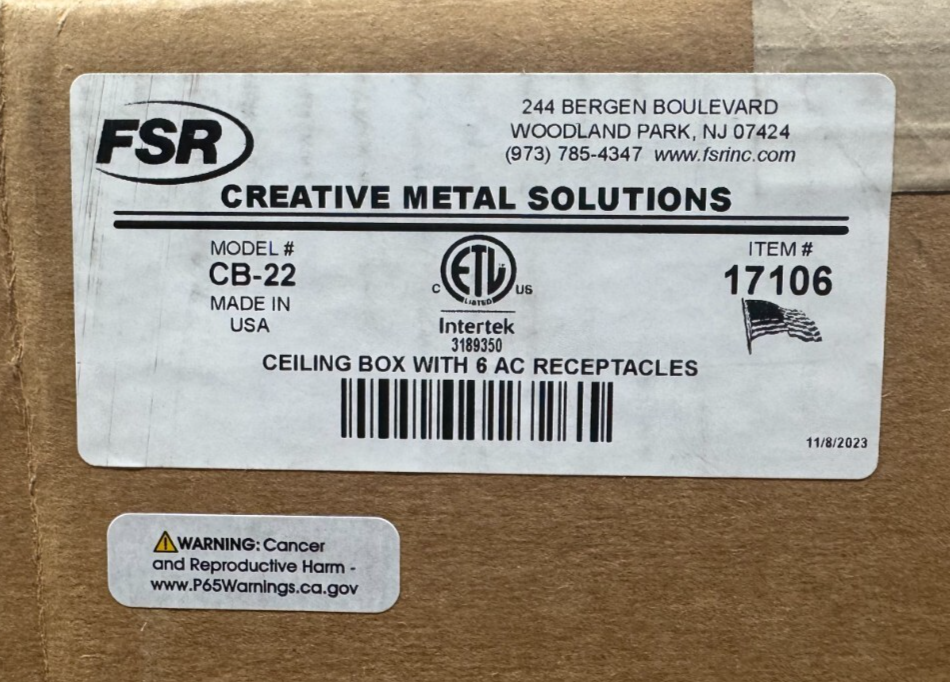 FSR
244 BERGEN BOULEVARD
WOODLAND PARK, NJ 07424
(973) 785-4347 www.fsrinc.com
CREATIVE METAL SOLUTIONS
MODEL #
CB-22
MADE IN
USA
ETL
C LISTED US
Intertek
3189350
ITEM #
17106
CEILING BOX WITH 6 AC RECEPTACLES
11/8/2023
WARNING: Cancer
and Reproductive Harm -
www.P65Warnings.ca.gov